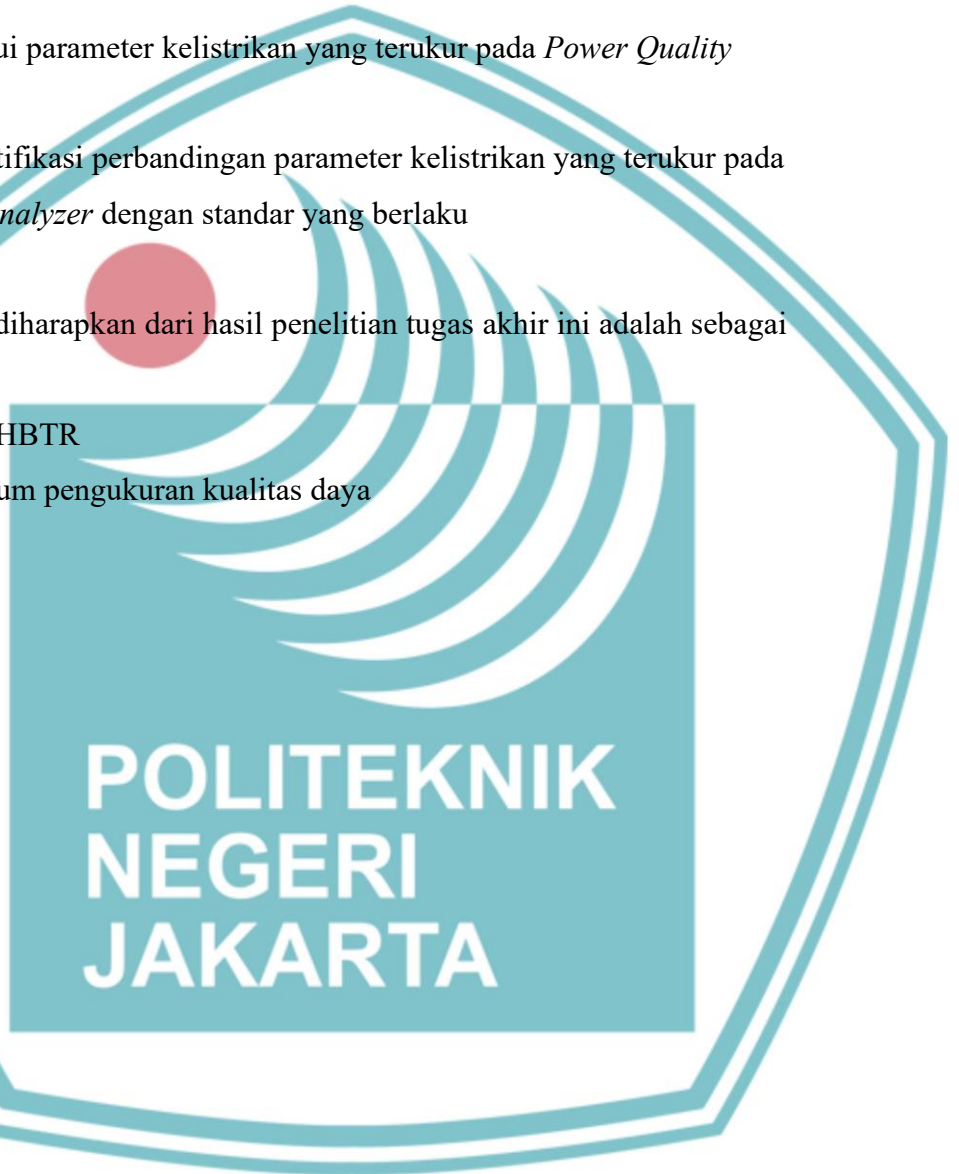 ui parameter kelistrikan yang terukur pada Power Quality
tifikasi perbandingan parameter kelistrikan yang terukur pada
nalyzer dengan standar yang berlaku
diharapkan dari hasil penelitian tugas akhir ini adalah sebagai
HBTR
um pengukuran kualitas daya
POLITEKNIK
NEGERI
JAKARTA